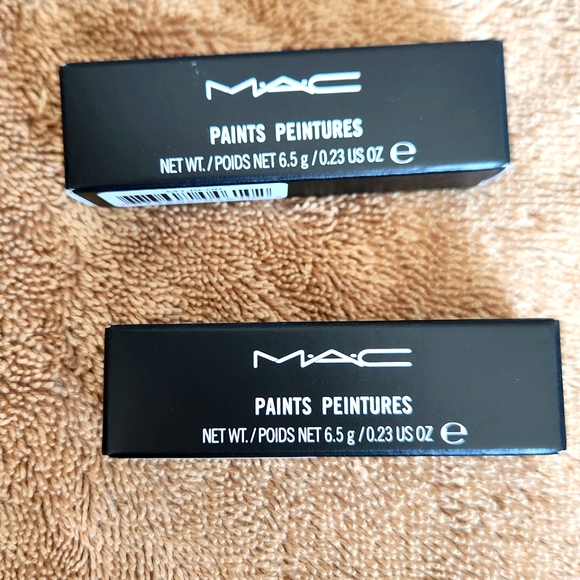 M·A·C
PAINTS PEINTURES
NET WT./POIDS NET 6.5 g/0.23 US OZ ℮
M·A·C
PAINTS PEINTURES
NET WT./POIDS NET 6.5 g/0.23 US OZ ℮